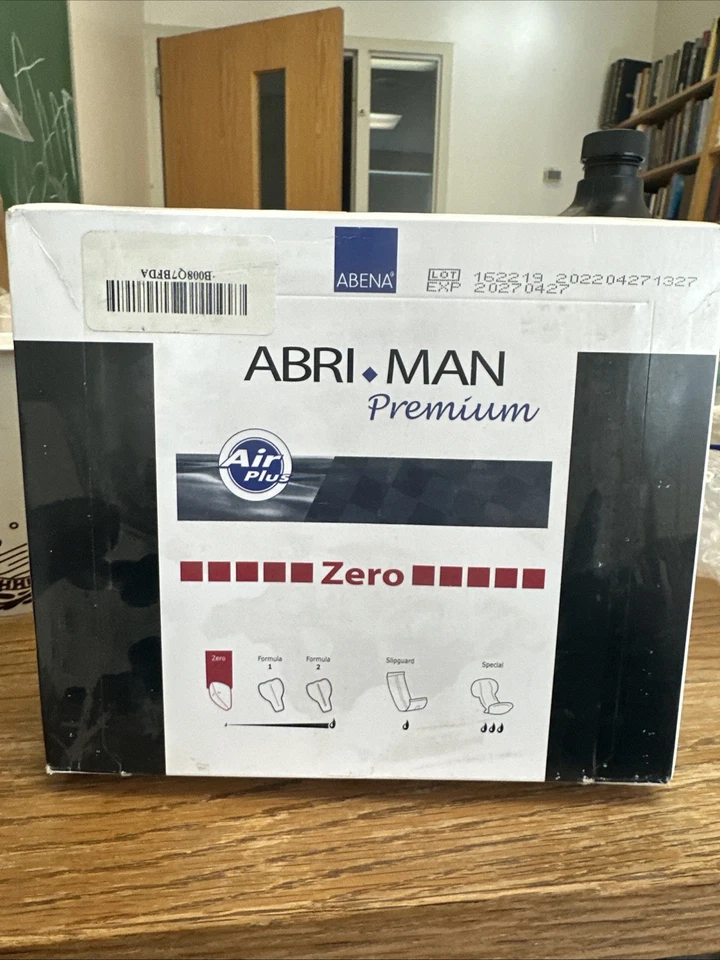 B008Q7BFDA
ABENA®
LOT 162219 202204271327
EXP 20270427
ABRI◆MAN
Premium
Air
Plus
Zero
Zero
Formula
1
Formula
2
Slipguard
Special